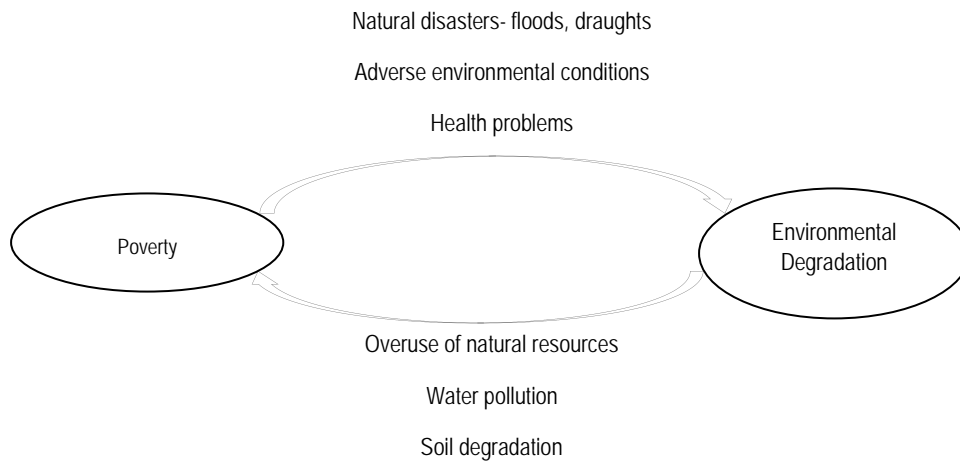 Natural disasters- floods, draughts
Adverse environmental conditions
Health problems
Poverty
Environmental
Degradation
Overuse of natural resources
Water pollution
Soil degradation